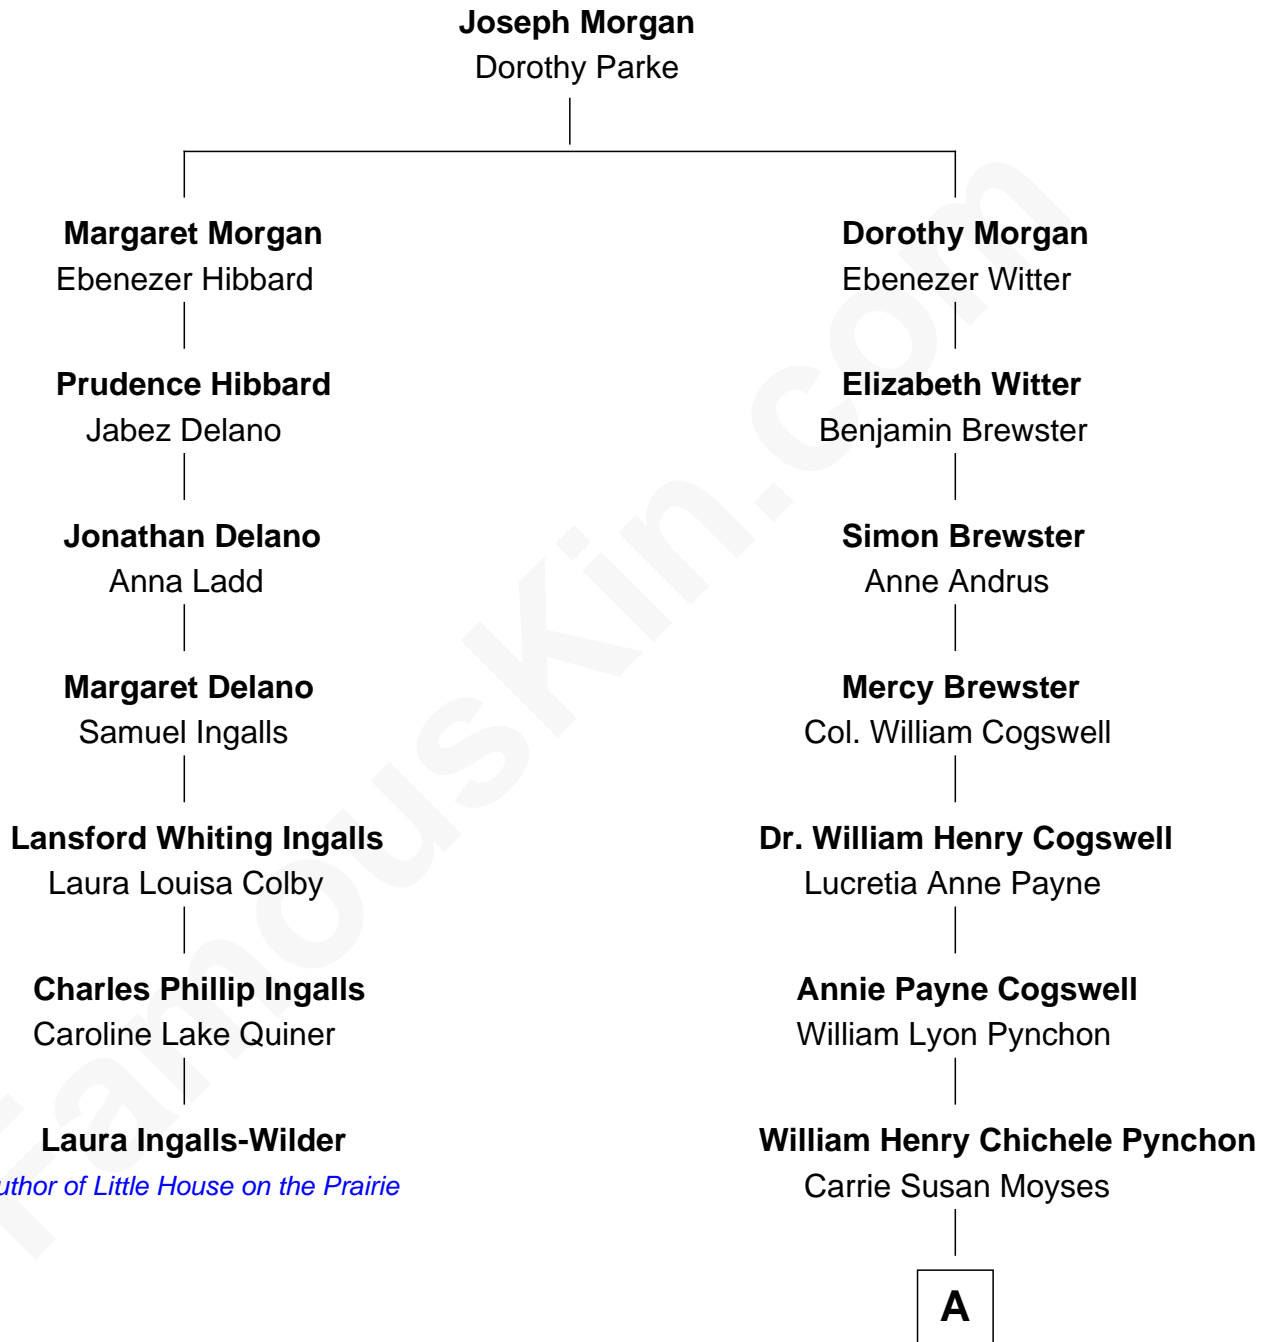 Joseph Morgan
Dorothy Parke
Margaret Morgan
Ebenezer Hibbard
Dorothy Morgan
Ebenezer Witter
Prudence Hibbard
Jabez Delano
Elizabeth Witter
Benjamin Brewster
Jonathan Delano
Anna Ladd
Simon Brewster
Anne Andrus
Margaret Delano
Samuel Ingalls
Mercy Brewster
Col. William Cogswell
Lansford Whiting Ingalls
Laura Louisa Colby
Dr. William Henry Cogswell
Lucretia Anne Payne
Charles Phillip Ingalls
Caroline Lake Quiner
Annie Payne Cogswell
William Lyon Pynchon
Laura Ingalls-Wilder
uthor of Little House on the Prairie
William Henry Chichele Pynchon
Carrie Susan Moyses
A
FamousKin.com